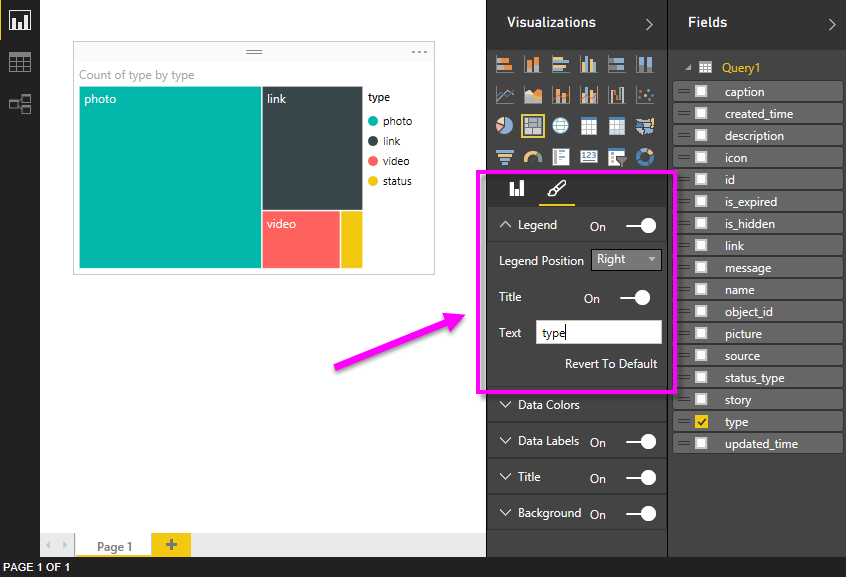 Visualizations
Fields
Count of type by type
photo
link
video
type
photo
link
video
status
123
Legend On
Legend Position Right
Title On
Text type
Revert To Default
Data Colors
Data Labels On
Title On
Background On
Query1
caption
created_time
description
icon
id
is_expired
is_hidden
link
message
name
object_id
picture
source
status_type
story
type
updated_time
Page 1
PAGE 1 OF 1